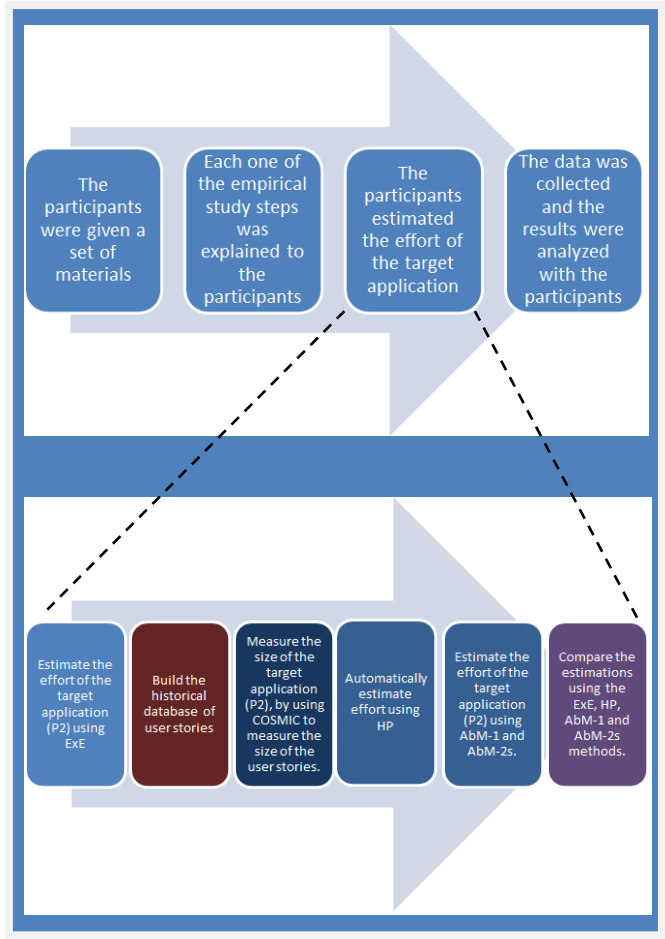 The
participants
were given a
set of
materials
Each one of
the empirical
study steps
was
explained to
the
participants
The
participants
estimated
the effort of
the target
application
The data was
collected
and the
results were
analyzed
with the
participants
Estimate the
effort of the
target
application
(P2) using
ExE
Build the
historical
database of
user stories
Measure the
size of the
target
application
(P2), by using
COSMIC to
measure the
size of the
user stories.
Automatically
estimate
effort using
HP
Estimate the
effort of the
target
application
(P2) using
AbM-1 and
AbM-2s.
Compare the
estimations
using the
ExE, HP,
AbM-1 and
AbM-2s
methods.